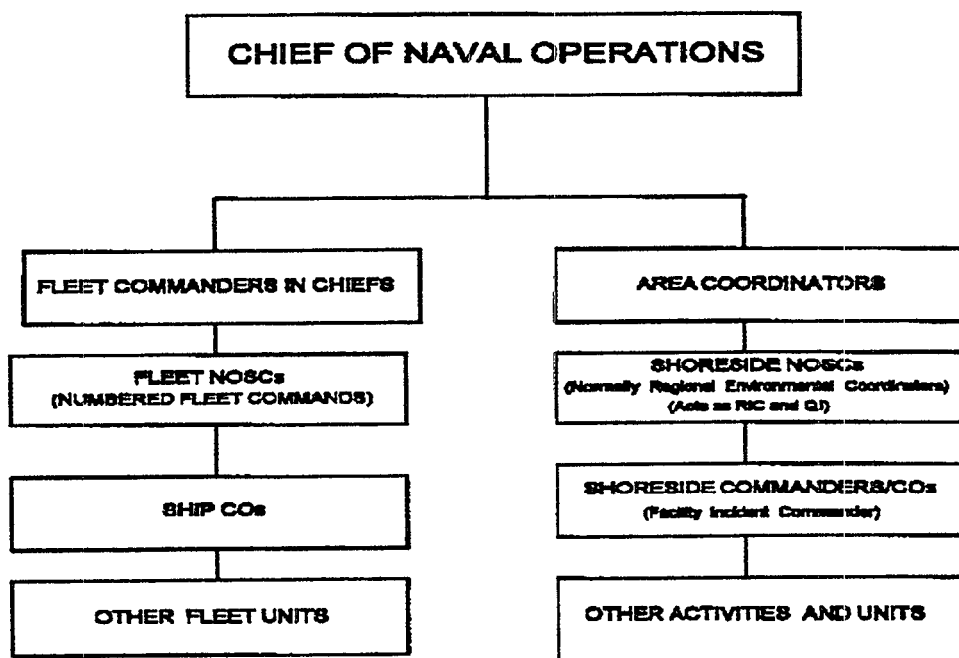 CHIEF OF NAVAL OPERATIONS
FLEET COMMANDERS IN CHIEFS
FLEET NOSCs
(NUMBERED FLEET COMMANDS)
SHIP COs
OTHER FLEET UNITS
AREA COORDINATORS
SHORESIDE NOSCs
(Normally Regional Environmental Coordinators)
(Acts as RIC and QI)
SHORESIDE COMMANDERS/COs
(Facility Incident Commander)
OTHER ACTIVITIES AND UNITS